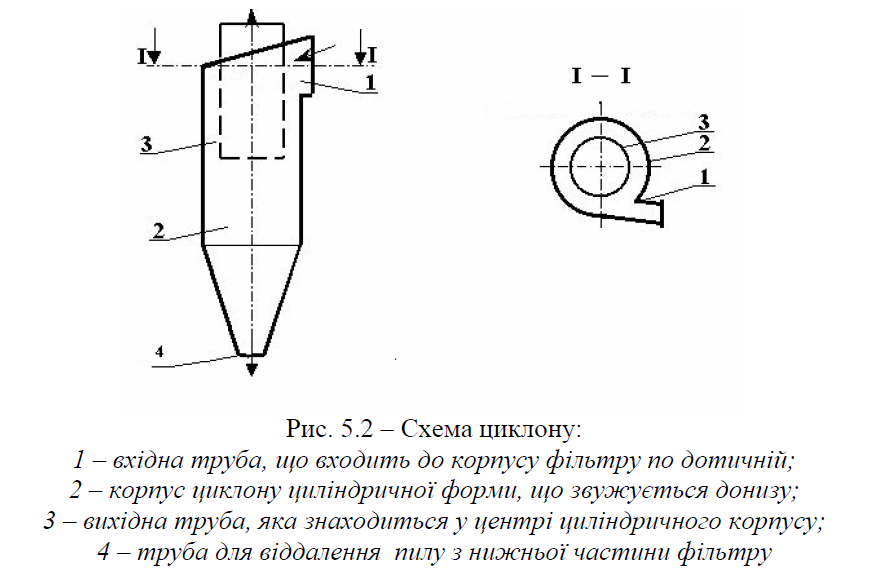 I I
1
3
2
4
I – I
3
2
1
Рис. 5.2 – Схема циклону:
1 – вхідна труба, що входить до корпусу фільтру по дотичній;
2 – корпус циклону циліндричної форми, що звужується донизу;
3 – вихідна труба, яка знаходиться у центрі циліндричного корпусу;
4 – труба для віддалення пилу з нижньої частини фільтру